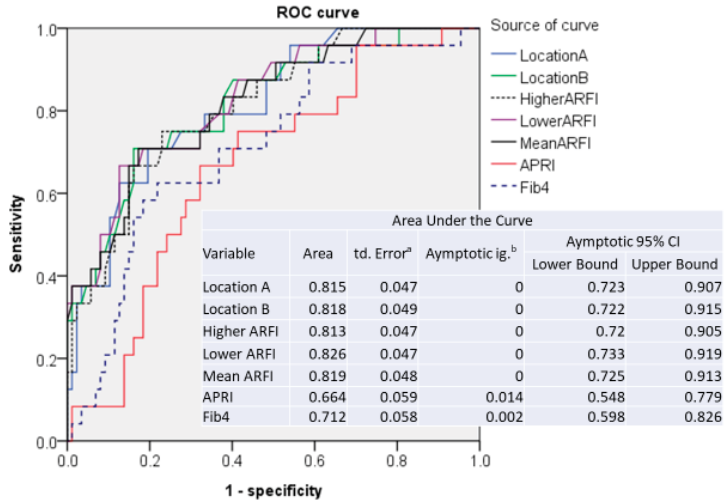 ROC curve
Source of curve
LocationA
LocationB
HigherARFI
LowerARFI
MeanARFI
APRI
Fib4
1.0
0.8
0.6
0.4
0.2
0.0
Sensitivity
0.0 0.2 0.4 0.6 0.8 1.0
1 - specificity
Area Under the Curve
Variable Area td. Errorᵃ Aymptotic ig.ᵇ Aymptotic 95% CI
Lower Bound Upper Bound
Location A 0.815 0.047 0 0.723 0.907
Location B 0.818 0.049 0 0.722 0.915
Higher ARFI 0.813 0.047 0 0.72 0.905
Lower ARFI 0.826 0.047 0 0.733 0.919
Mean ARFI 0.819 0.048 0 0.725 0.913
APRI 0.664 0.059 0.014 0.548 0.779
Fib4 0.712 0.058 0.002 0.598 0.826